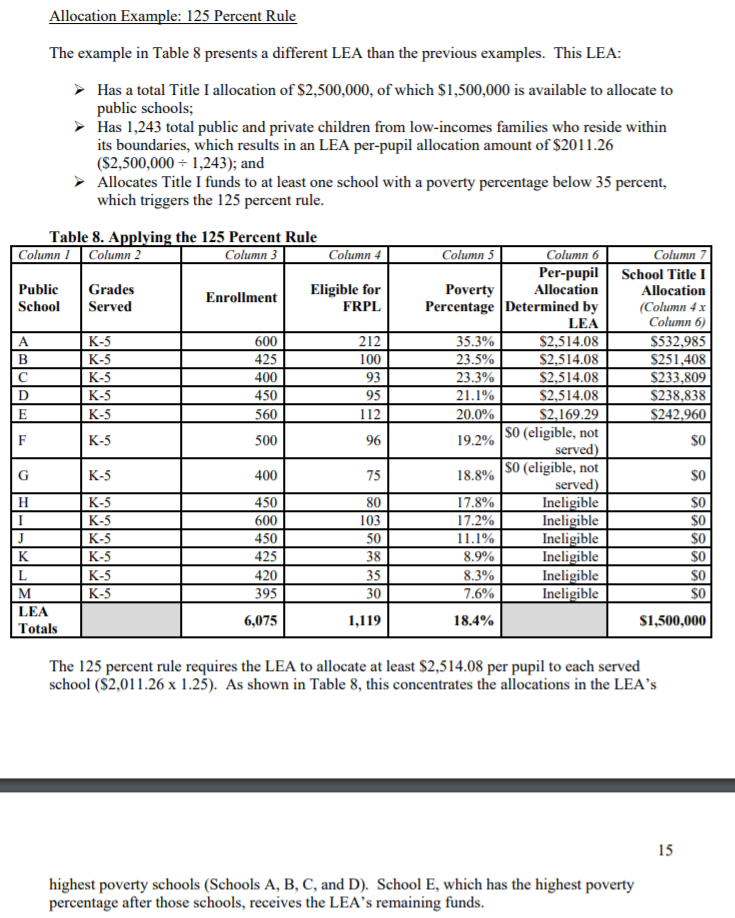 Allocation Example: 125 Percent Rule
The example in Table 8 presents a different LEA than the previous examples. This LEA:
➢ Has a total Title I allocation of $2,500,000, of which $1,500,000 is available to allocate to
public schools;
➢ Has 1,243 total public and private children from low-incomes families who reside within
its boundaries, which results in an LEA per-pupil allocation amount of $2011.26
($2,500,000 ÷ 1,243); and
➢ Allocates Title I funds to at least one school with a poverty percentage below 35 percent,
which triggers the 125 percent rule.
Table 8. Applying the 125 Percent Rule
Column 1 Column 2 Column 3 Column 4 Column 5 Column 6 Column 7
Public School Grades Served Enrollment Eligible for FRPL Poverty Percentage Per-pupil Allocation Determined by LEA School Title I Allocation (Column 4 x Column 6)
A K-5 600 212 35.3% $2,514.08 $532,985
B K-5 425 100 23.5% $2,514.08 $251,408
C K-5 400 93 23.3% $2,514.08 $233,809
D K-5 450 95 21.1% $2,514.08 $238,838
E K-5 560 112 20.0% $2,169.29 $242,960
F K-5 500 96 19.2% $0 (eligible, not served) $0
G K-5 400 75 18.8% $0 (eligible, not served) $0
H K-5 450 80 17.8% Ineligible $0
I K-5 600 103 17.2% Ineligible $0
J K-5 450 50 11.1% Ineligible $0
K K-5 425 38 8.9% Ineligible $0
L K-5 420 35 8.3% Ineligible $0
M K-5 395 30 7.6% Ineligible $0
LEA Totals 6,075 1,119 18.4% $1,500,000
The 125 percent rule requires the LEA to allocate at least $2,514.08 per pupil to each served
school ($2,011.26 x 1.25). As shown in Table 8, this concentrates the allocations in the LEA's
15
highest poverty schools (Schools A, B, C, and D). School E, which has the highest poverty
percentage after those schools, receives the LEA's remaining funds.